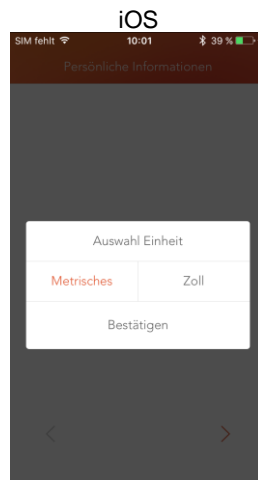 iOS
SIM fehlt 10:01 39 %
Persönliche Informationen
Auswahl Einheit
Metrisches Zoll
Bestätigen